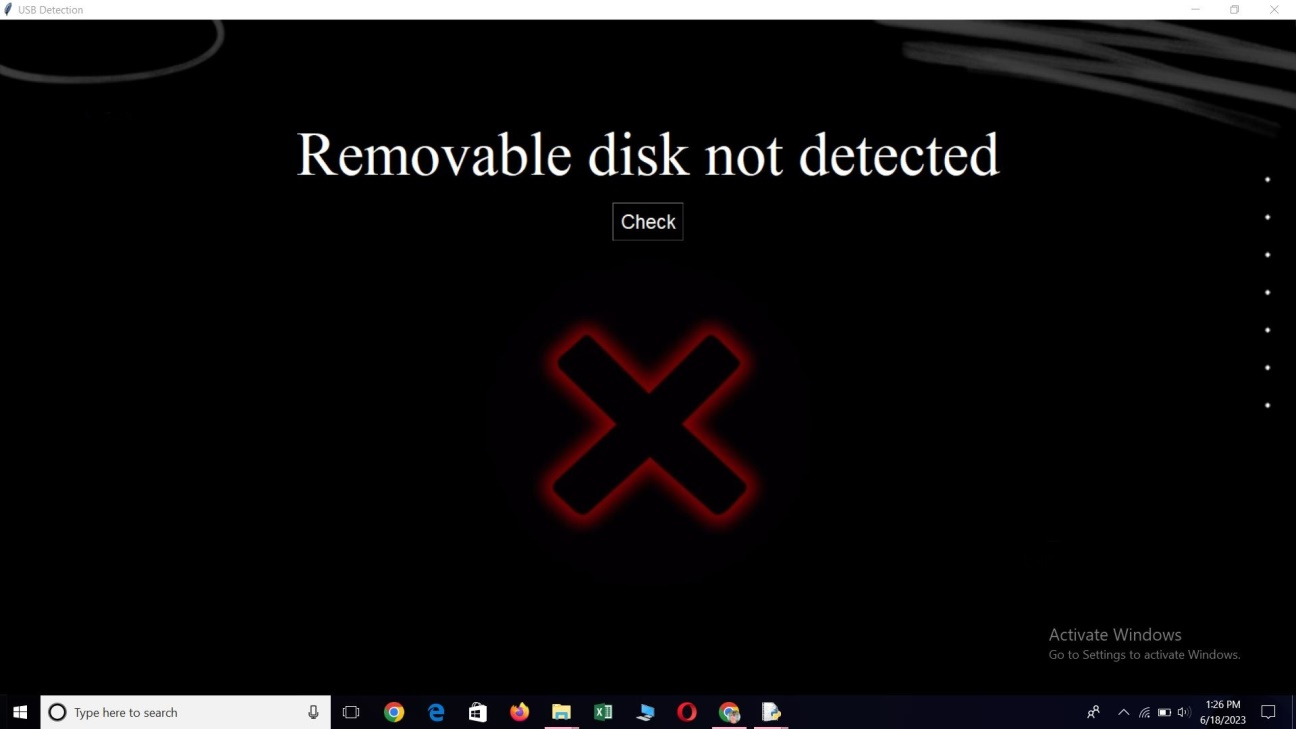 USB Detection
Removable disk not detected
Check
Activate Windows
Go to Settings to activate Windows.
Type here to search
1:26 PM
6/18/2023